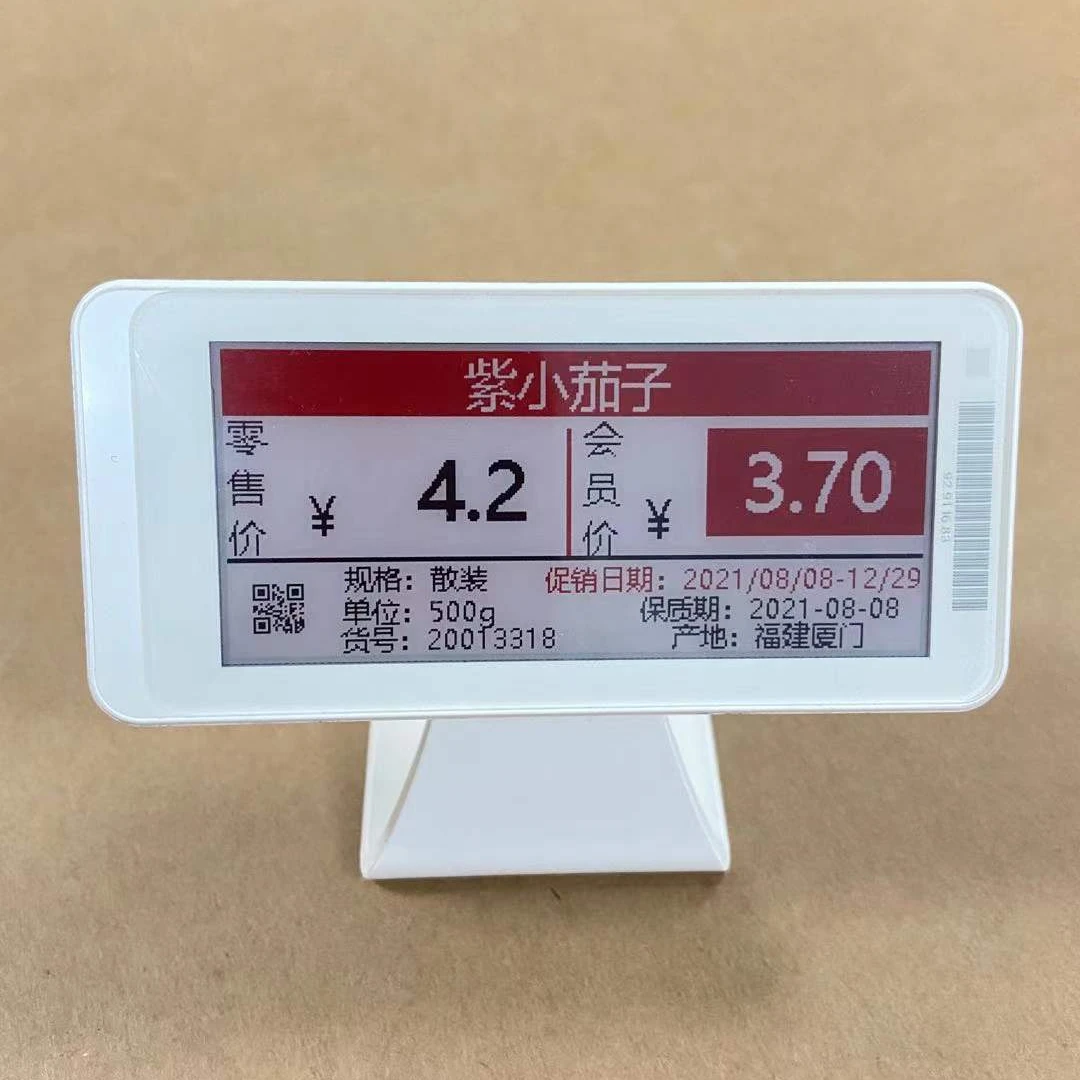 紫小茄子
零售价 ¥ 4.2
会员价 ¥ 3.70
规格：散装
促销日期：2021/08/08-12/29
单位：500g
保质期：2021-08-08
货号：20013318
产地：福建厦门